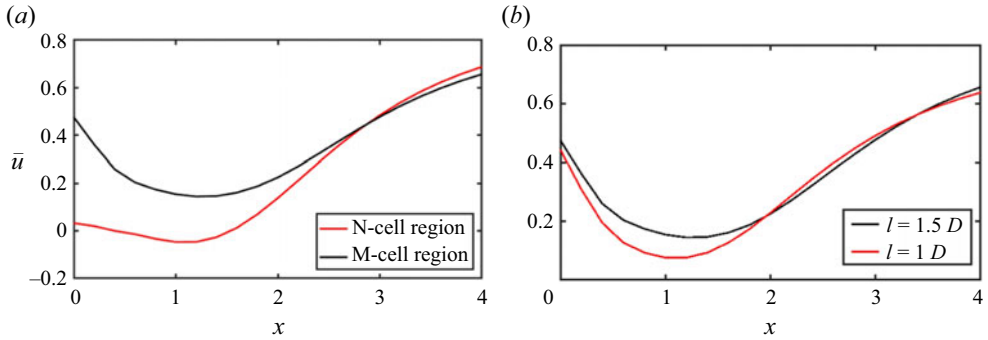 (a)
0.8
0.6
0.4
ū
0.2
0
–0.2
0 1 2 3 4
x
N-cell region
M-cell region
(b)
0.8
0.6
0.4
0.2
0 1 2 3 4
x
l = 1.5 D
l = 1 D